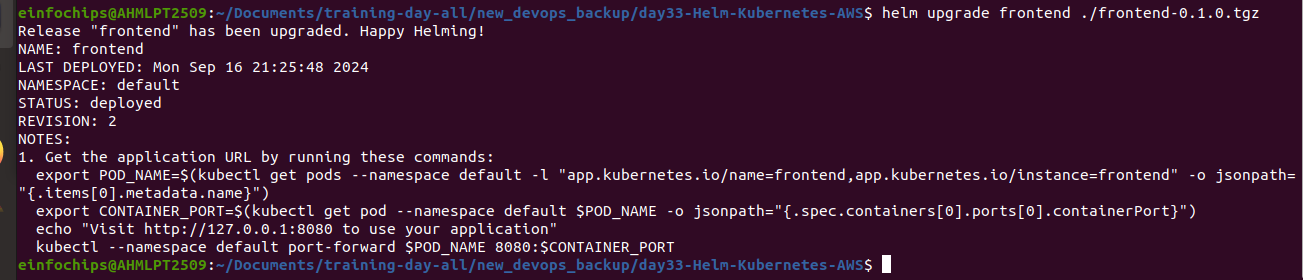 einfochips@AHMLPT2509:~/Documents/training-day-all/new_devops_backup/day33-Helm-Kubernetes-AWS$ helm upgrade frontend ./frontend-0.1.0.tgz
Release "frontend" has been upgraded. Happy Helming!
NAME: frontend
LAST DEPLOYED: Mon Sep 16 21:25:48 2024
NAMESPACE: default
STATUS: deployed
REVISION: 2
NOTES:
1. Get the application URL by running these commands:
  export POD_NAME=$(kubectl get pods --namespace default -l "app.kubernetes.io/name=frontend,app.kubernetes.io/instance=frontend" -o jsonpath=
"{.items[0].metadata.name}")
  export CONTAINER_PORT=$(kubectl get pod --namespace default $POD_NAME -o jsonpath="{.spec.containers[0].ports[0].containerPort}")
  echo "Visit http://127.0.0.1:8080 to use your application"
  kubectl --namespace default port-forward $POD_NAME 8080:$CONTAINER_PORT
einfochips@AHMLPT2509:~/Documents/training-day-all/new_devops_backup/day33-Helm-Kubernetes-AWS$